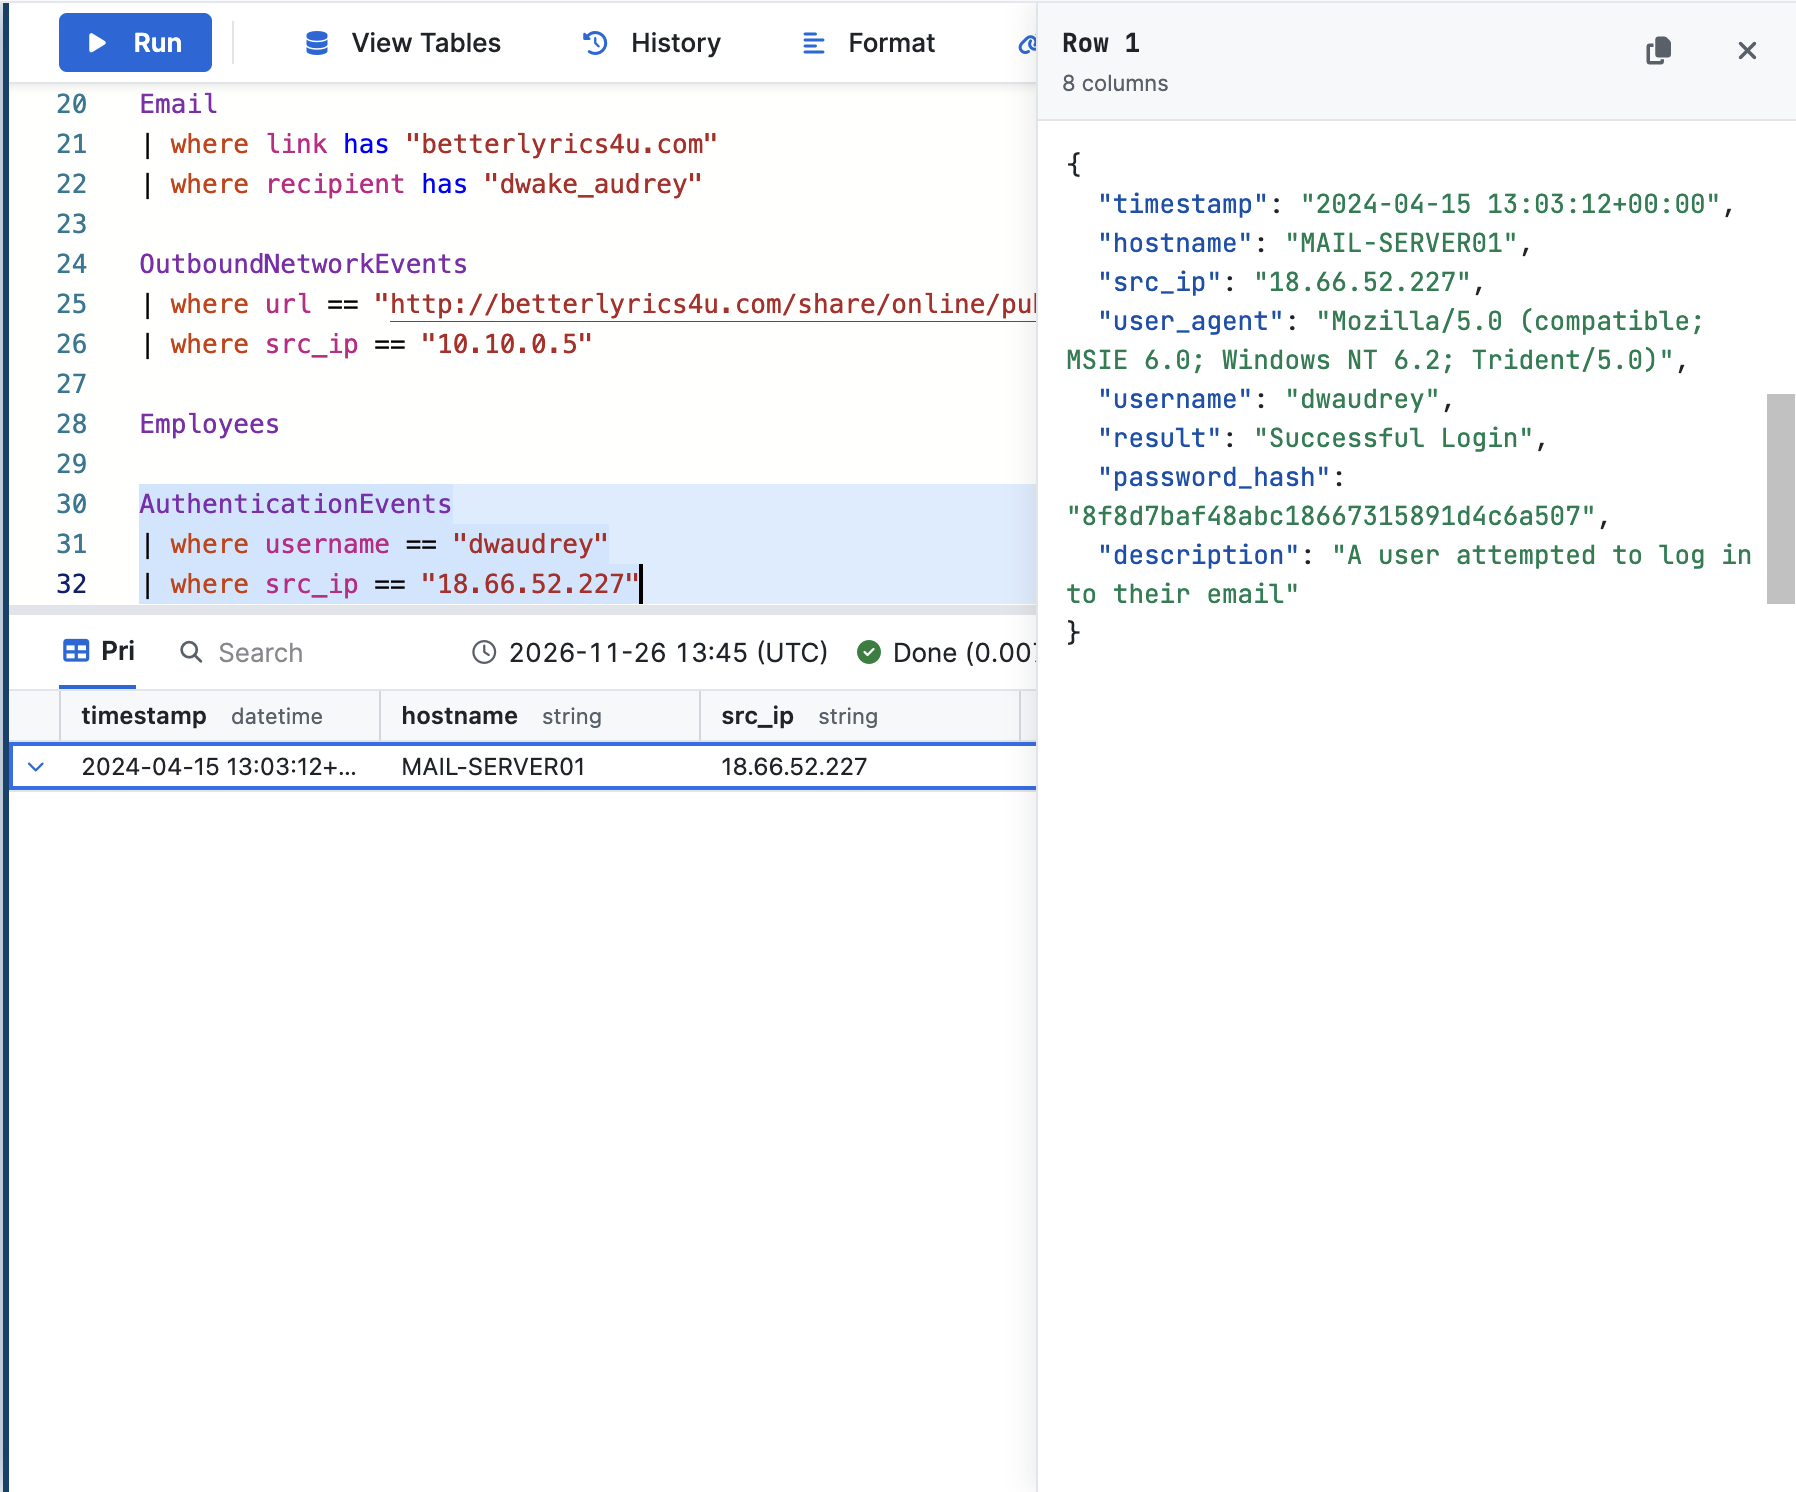 Run
View Tables
History
Format
20 Email
21 | where link has "betterlyrics4u.com"
22 | where recipient has "dwake_audrey"
23
24 OutboundNetworkEvents
25 | where url == "http://betterlyrics4u.com/share/online/pu
26 | where src_ip == "10.10.0.5"
27
28 Employees
29
30 AuthenticationEvents
31 | where username == "dwaudrey"
32 | where src_ip == "18.66.52.227"
Pri Search 2026-11-26 13:45 (UTC) Done (0.007
timestamp datetime hostname string src_ip string
2024-04-15 13:03:12+... MAIL-SERVER01 18.66.52.227
Row 1
8 columns
{
"timestamp": "2024-04-15 13:03:12+00:00",
"hostname": "MAIL-SERVER01",
"src_ip": "18.66.52.227",
"user_agent": "Mozilla/5.0 (compatible;
MSIE 6.0; Windows NT 6.2; Trident/5.0)",
"username": "dwaudrey",
"result": "Successful Login",
"password_hash":
"8f8d7baf48abc18667315891d4c6a507",
"description": "A user attempted to log in
to their email"
}